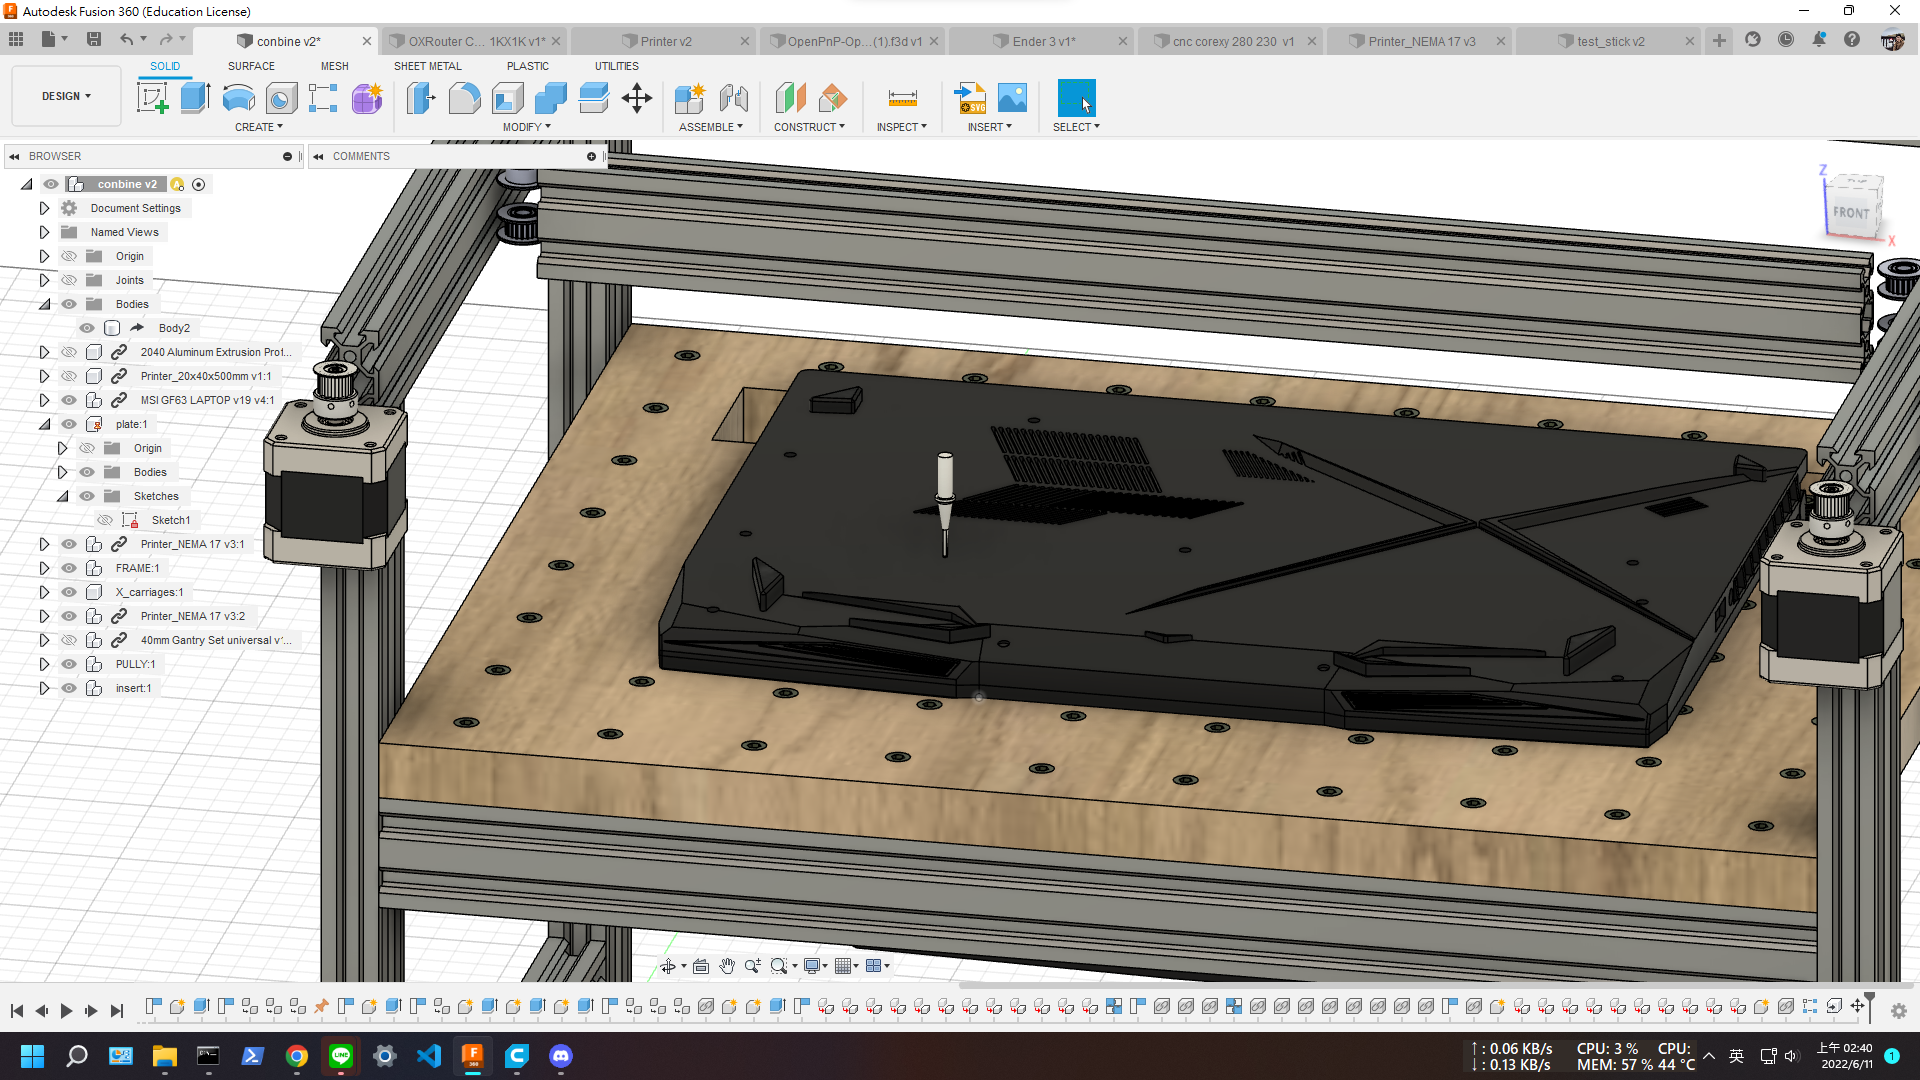 Autodesk Fusion 360 (Education License)
conbine v2*
OXRouter C... 1KX1K v1*
Printer v2
OpenPnP-Op...(1).f3d v1
Ender 3 v1*
cnc corexy 280 230 v1
Printer_NEMA 17 v3
test_stick v2
SOLID
SURFACE
MESH
SHEET METAL
PLASTIC
UTILITIES
DESIGN
SVG
CREATE
MODIFY
ASSEMBLE
CONSTRUCT
INSPECT
INSERT
SELECT
BROWSER
COMMENTS
conbine v2
Document Settings
Named Views
Origin
Joints
Bodies
Body2
2040 Aluminum Extrusion Prof...
Printer_20x40x500mm v1:1
MSI GF63 LAPTOP v19 v4:1
plate:1
Origin
Bodies
Sketches
Sketch1
Printer_NEMA 17 v3:1
FRAME:1
X_carriages:1
Printer_NEMA 17 v3:2
40mm Gantry Set universal v1...
PULLY:1
insert:1
Z
FRONT
X
↑: 0.06 KB/s
↓: 0.13 KB/s
CPU: 3 %
MEM: 57 %
CPU:
44 °C
英
上午 02:40
2022/6/11
1